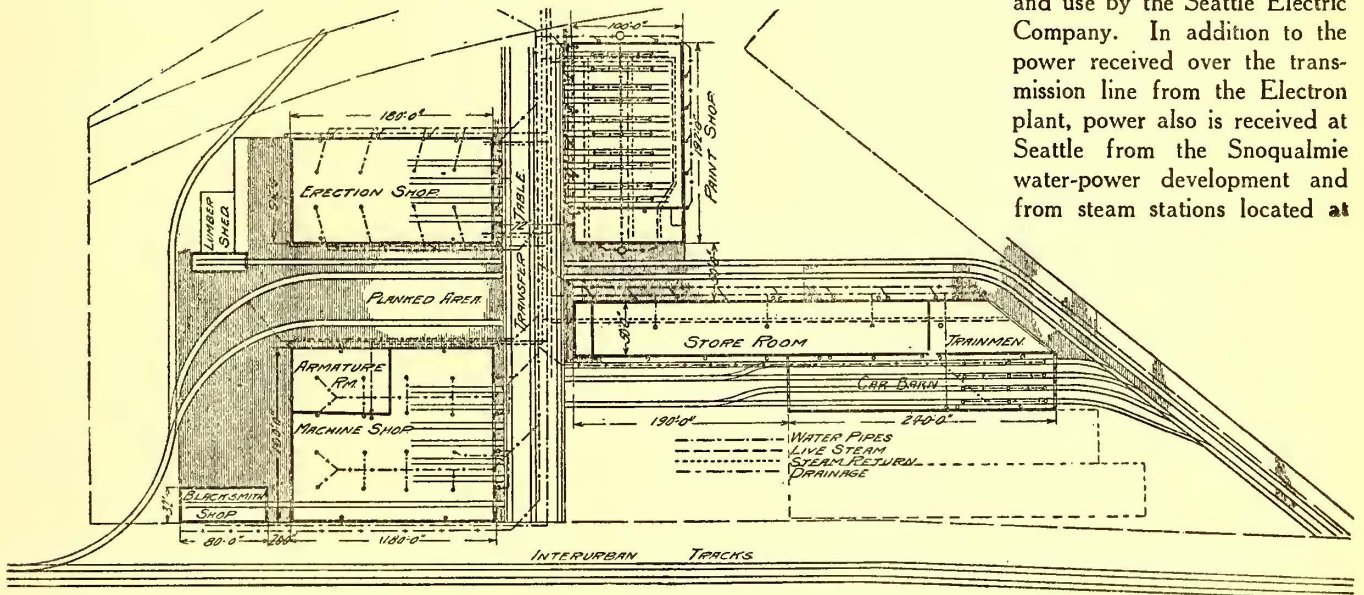 and use by the Seattle Electric
Company. In addition to the
power received over the trans-
mission line from the Electron
plant, power also is received at
Seattle from the Snoqualmie
water-power development and
from steam stations located at
100'-0"
180'-0"
PAINT SHOP
ERECTION SHOP
LUMBER
SHED
TRANSFER TABLE
PLANKED AREA
50'-0"
STORE ROOM
TRAINMEN
ARMATURE
RM.
CAR BARN
MACHINE SHOP
190'-0"
240'-0"
WATER PIPES
LIVE STEAM
STEAM RETURN
DRAINAGE
BLACKSMITH
SHOP
80'-0"
180'-0"
INTERURBAN TRACKS